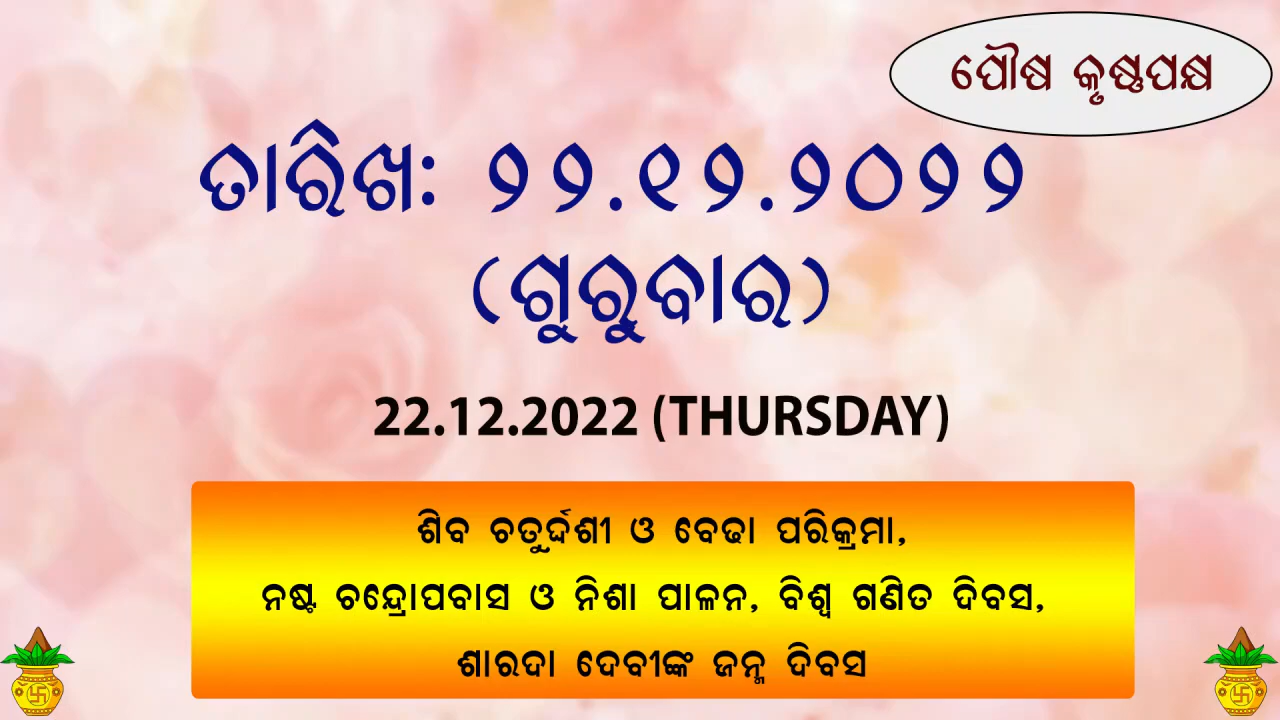 ପୌଷ କୃଷ୍ଣପକ୍ଷ
ତାରିଖ: ୨୨.୧୨.୨୦୨୨
(ଗୁରୁବାର)
22.12.2022 (THURSDAY)
ଶିବ ଚତୁର୍ଦ୍ଦଶୀ ଓ ବେଢା ପରିକ୍ରମା,
ନଷ୍ଟ ଚନ୍ଦ୍ରୋପବାସ ଓ ନିଶା ପାଳନ, ବିଶ୍ୱ ଗଣିତ ଦିବସ,
ଶାରଦା ଦେବୀଙ୍କ ଜନ୍ମ ଦିବସ